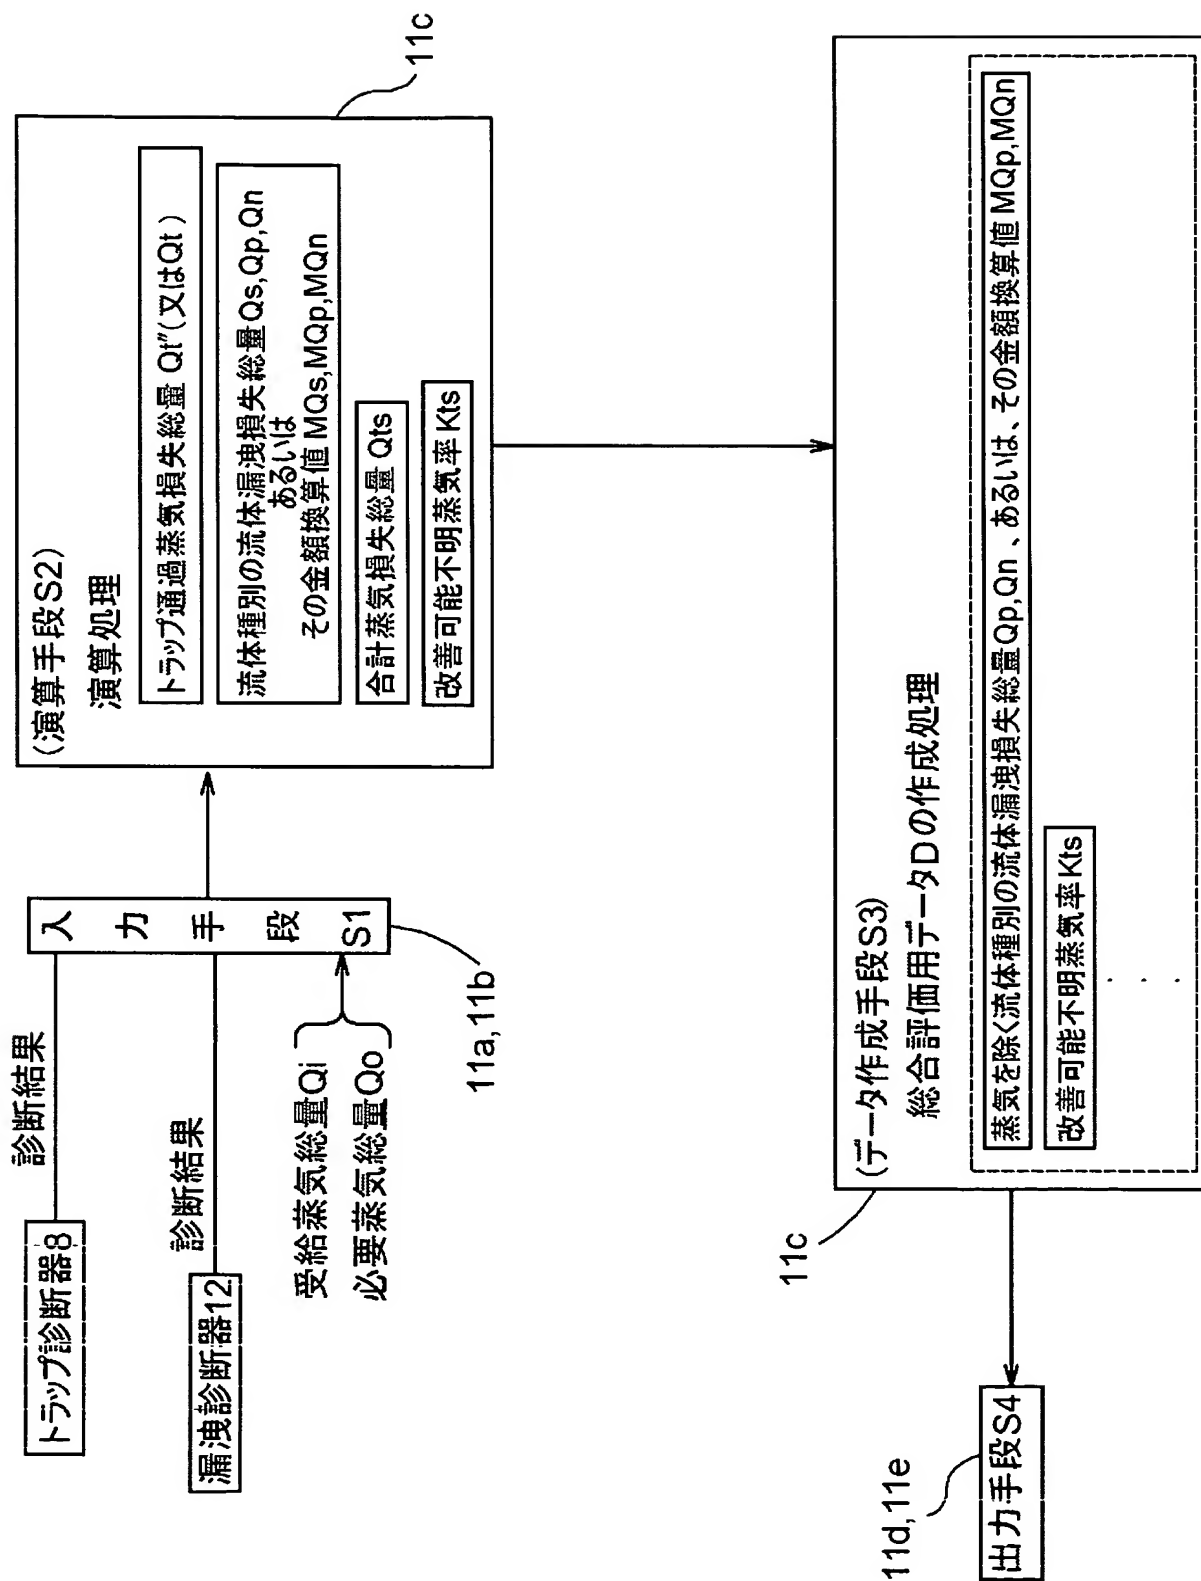 トラップ診断器8
診断結果
漏洩診断器12
診断結果
受給蒸気総量Qi
必要蒸気総量Qo
入力手段S1
11a,11b
(演算手段S2)
演算処理
トラップ通過蒸気損失総量 Qt"(又はQt)
流体種別の流体漏洩損失総量Qs,Qp,Qn
あるいは
その金額換算値 MQs,MQp,MQn
合計蒸気損失総量 Qts
改善可能不明蒸気率Kts
11c
(データ作成手段S3)
総合評価用データDの作成処理
蒸気を除く流体種別の流体漏洩損失総量Qp,Qn、あるいは、その金額換算値 MQp,MQn
改善可能不明蒸気率Kts
11c
11d,11e
出力手段S4